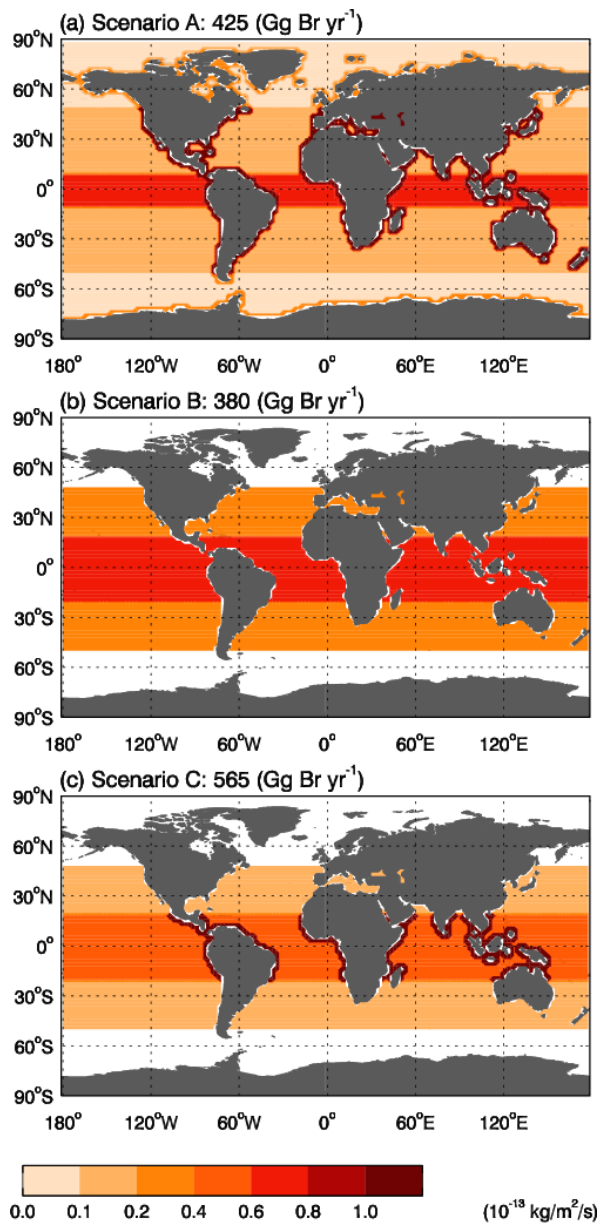 (a) Scenario A: 425 (Gg Br yr⁻¹)
90°N
60°N
30°N
0°
30°S
60°S
90°S
180° 120°W 60°W 0° 60°E 120°E
(b) Scenario B: 380 (Gg Br yr⁻¹)
90°N
60°N
30°N
0°
30°S
60°S
90°S
180° 120°W 60°W 0° 60°E 120°E
(c) Scenario C: 565 (Gg Br yr⁻¹)
90°N
60°N
30°N
0°
30°S
60°S
90°S
180° 120°W 60°W 0° 60°E 120°E
0.0 0.1 0.2 0.4 0.6 0.8 1.0 (10⁻¹³ kg/m²/s)